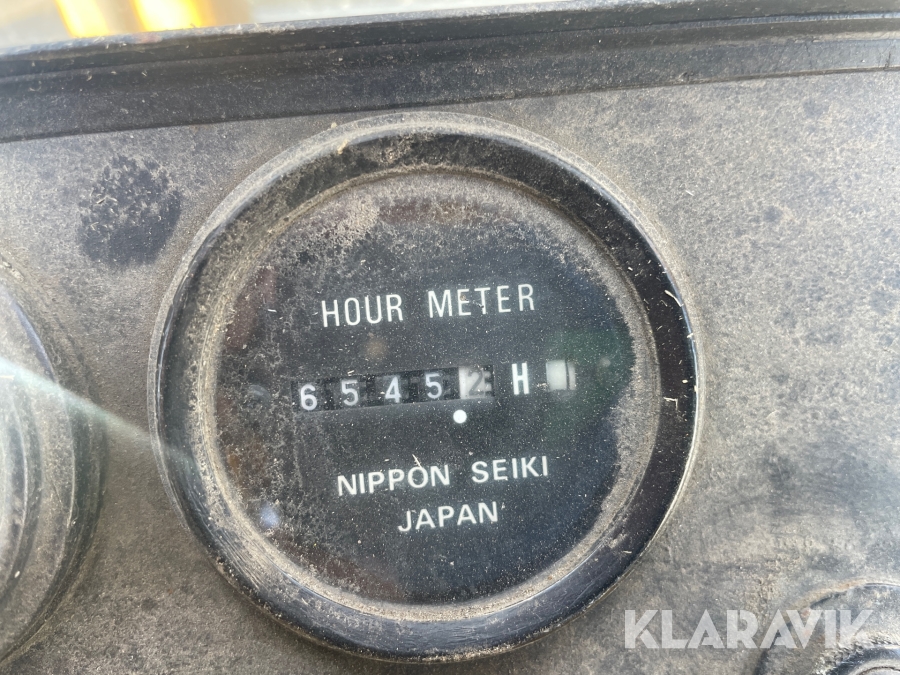 HOUR METER
65452 H
NIPPON SEIKI
JAPAN
KLARAVIK